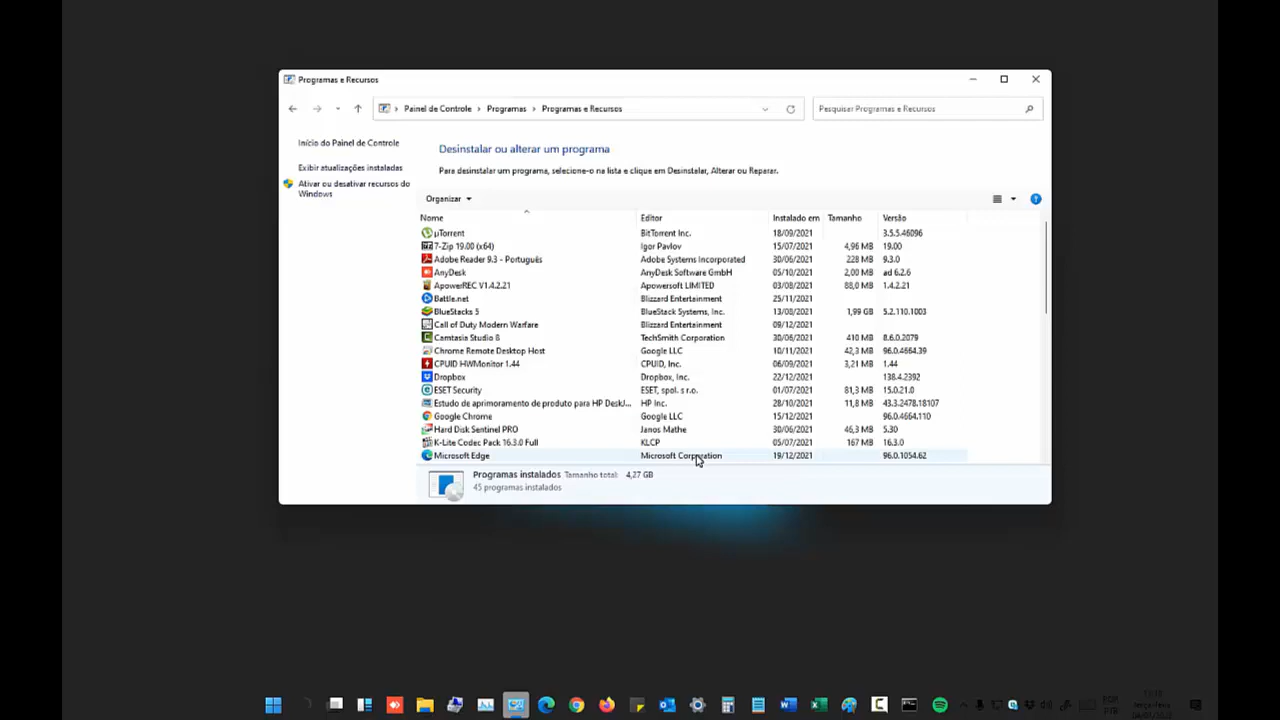 Programas e Recursos
Painel de Controle > Programas > Programas e Recursos
Pesquisar Programas e Recursos
Início do Painel de Controle
Exibir atualizações instaladas
Ativar ou desativar recursos do
Windows
Desinstalar ou alterar um programa
Para desinstalar um programa, selecione-o na lista e clique em Desinstalar, Alterar ou Reparar.
Organizar
Nome Editor Instalado em Tamanho Versão
µTorrent BitTorrent Inc. 18/09/2021 3.5.5.46096
7-Zip 19.00 (x64) Igor Pavlov 15/07/2021 4,96 MB 19.00
Adobe Reader 9.3 - Português Adobe Systems Incorporated 30/06/2021 228 MB 9.3.0
AnyDesk AnyDesk Software GmbH 05/10/2021 2,00 MB ad 6.2.6
ApowerREC V1.4.2.21 Apowersoft LIMITED 03/08/2021 88,0 MB 1.4.2.21
Battle.net Blizzard Entertainment 25/11/2021
BlueStacks 5 BlueStack Systems, Inc. 13/08/2021 1,99 GB 5.2.110.1003
Call of Duty Modern Warfare Blizzard Entertainment 09/12/2021
Camtasia Studio 8 TechSmith Corporation 30/06/2021 410 MB 8.6.0.2079
Chrome Remote Desktop Host Google LLC 10/11/2021 42,3 MB 96.0.4664.39
CPUID HWMonitor 1.44 CPUID, Inc. 06/09/2021 3,21 MB 1.44
Dropbox Dropbox, Inc. 22/12/2021 138.4.2392
ESET Security ESET, spol. s r.o. 01/07/2021 81,3 MB 15.0.21.0
Estudo de aprimoramento de produto para HP DeskJ... HP Inc. 28/10/2021 11,8 MB 43.3.2478.18107
Google Chrome Google LLC 15/12/2021 96.0.4664.110
Hard Disk Sentinel PRO Janos Mathe 30/06/2021 46,3 MB 5.30
K-Lite Codec Pack 16.3.0 Full KLCP 05/07/2021 167 MB 16.3.0
Microsoft Edge Microsoft Corporation 19/12/2021 96.0.1054.62
Programas instalados Tamanho total: 4,27 GB
45 programas instalados